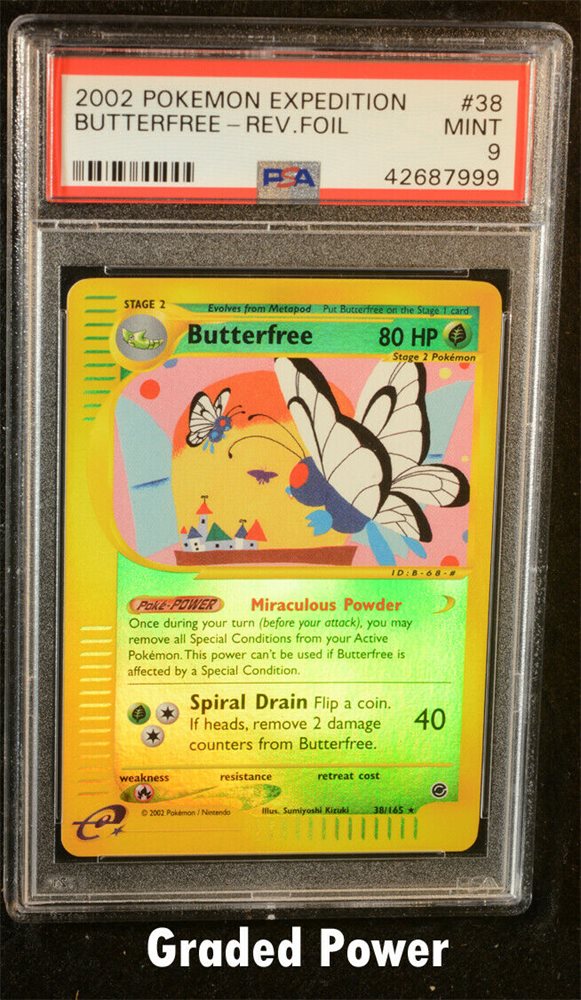 2002 POKEMON EXPEDITION #38
BUTTERFREE – REV.FOIL MINT
9
PSA 42687999
STAGE 2 Evolves from Metapod Put Butterfree on the Stage 1 card
Butterfree 80 HP
Stage 2 Pokémon
ID:B-68-#
Poké-POWER Miraculous Powder
Once during your turn (before your attack), you may
remove all Special Conditions from your Active
Pokémon. This power can't be used if Butterfree is
affected by a Special Condition.
Spiral Drain Flip a coin.
If heads, remove 2 damage 40
counters from Butterfree.
weakness resistance retreat cost
© 2002 Pokémon / Nintendo Illus. Sumiyoshi Kizuki 38/165 ★
e
Graded Power